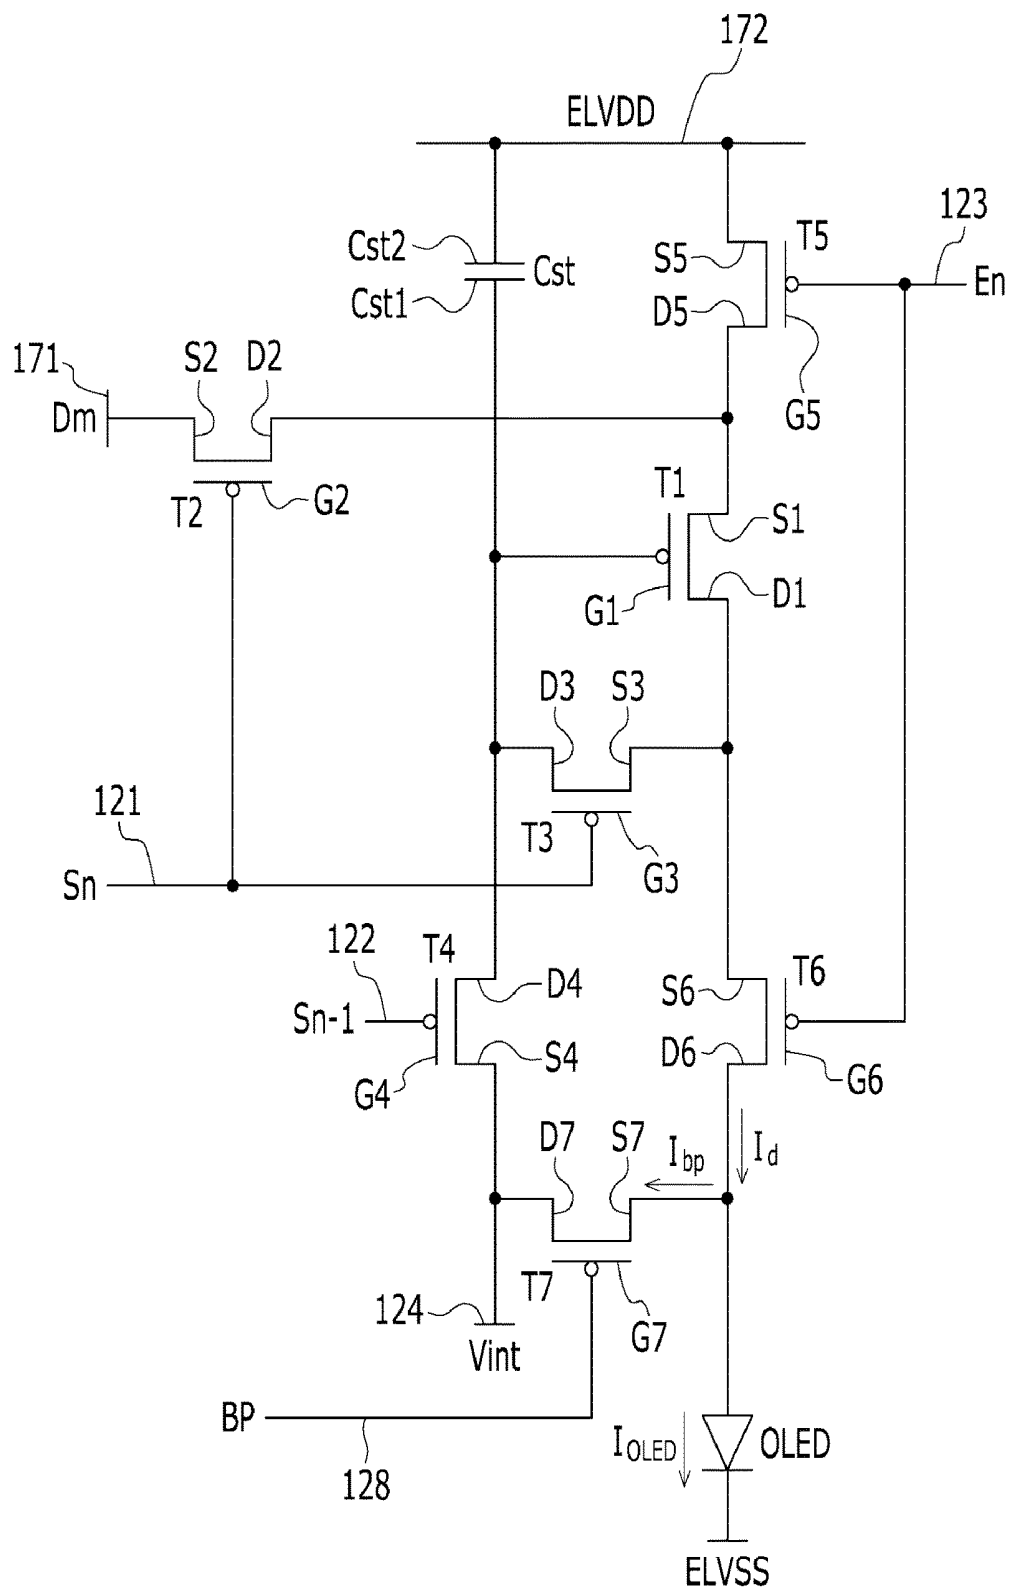 172
ELVDD
123
T5
Cst2
S5
Cst
En
Cst1
D5
171
S2
D2
Dm
G5
T1
G2
T2
S1
D1
G1
D3
S3
121
T3
G3
Sn
122
T4
T6
D4
S6
Sn-1
S4
D6
G4
G6
D7
S7
Ibp
Id
T7
124
G7
Vint
BP
IOLED
OLED
128
ELVSS